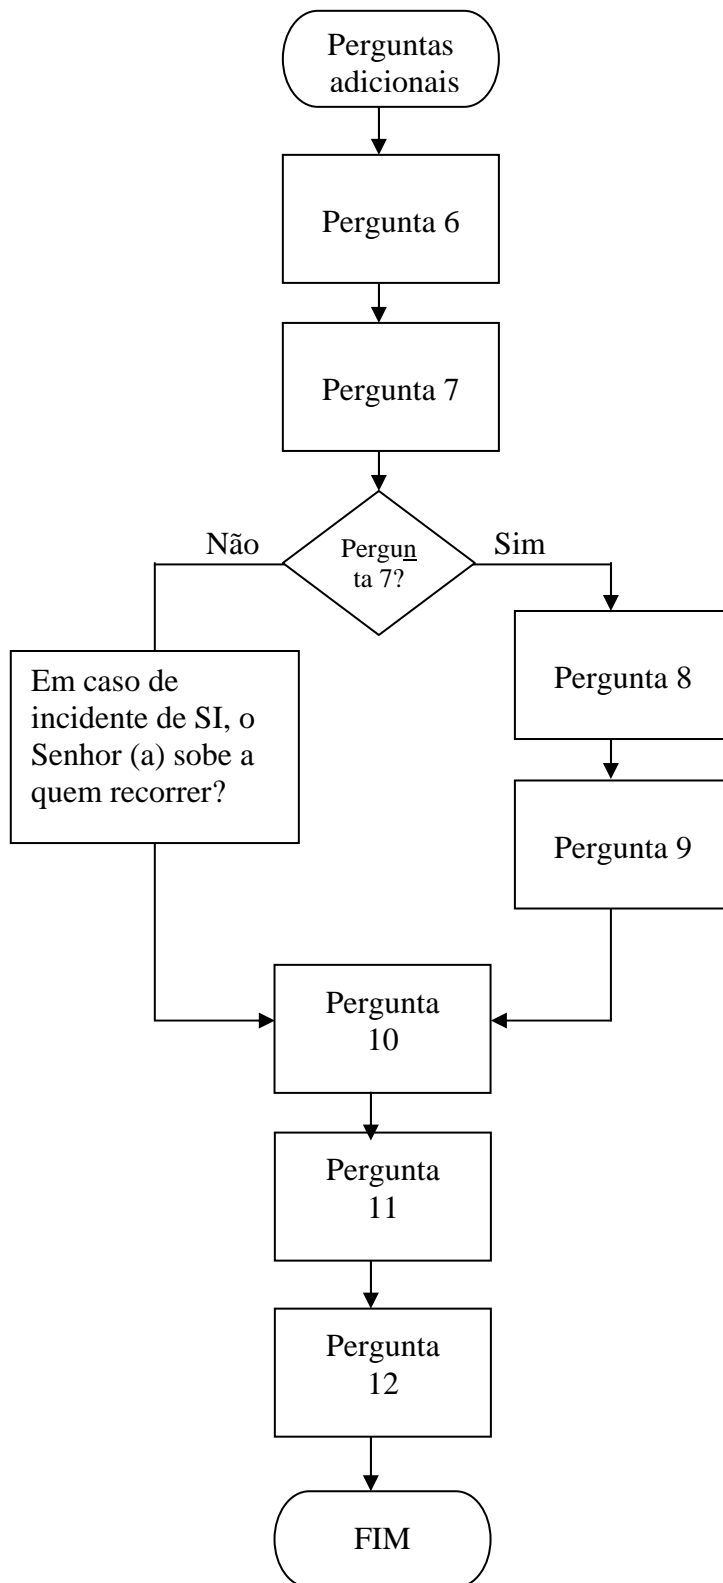 Perguntas
adicionais
Pergunta 6
Pergunta 7
Não
Pergun
ta 7?
Sim
Em caso de
incidente de SI, o
Senhor (a) sobe a
quem recorrer?
Pergunta 8
Pergunta 9
Pergunta
10
Pergunta
11
Pergunta
12
FIM